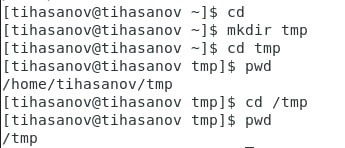 [tihasanov@tihasanov ~]$ cd
[tihasanov@tihasanov ~]$ mkdir tmp
[tihasanov@tihasanov ~]$ cd tmp
[tihasanov@tihasanov tmp]$ pwd
/home/tihasanov/tmp
[tihasanov@tihasanov tmp]$ cd /tmp
[tihasanov@tihasanov tmp]$ pwd
/tmp